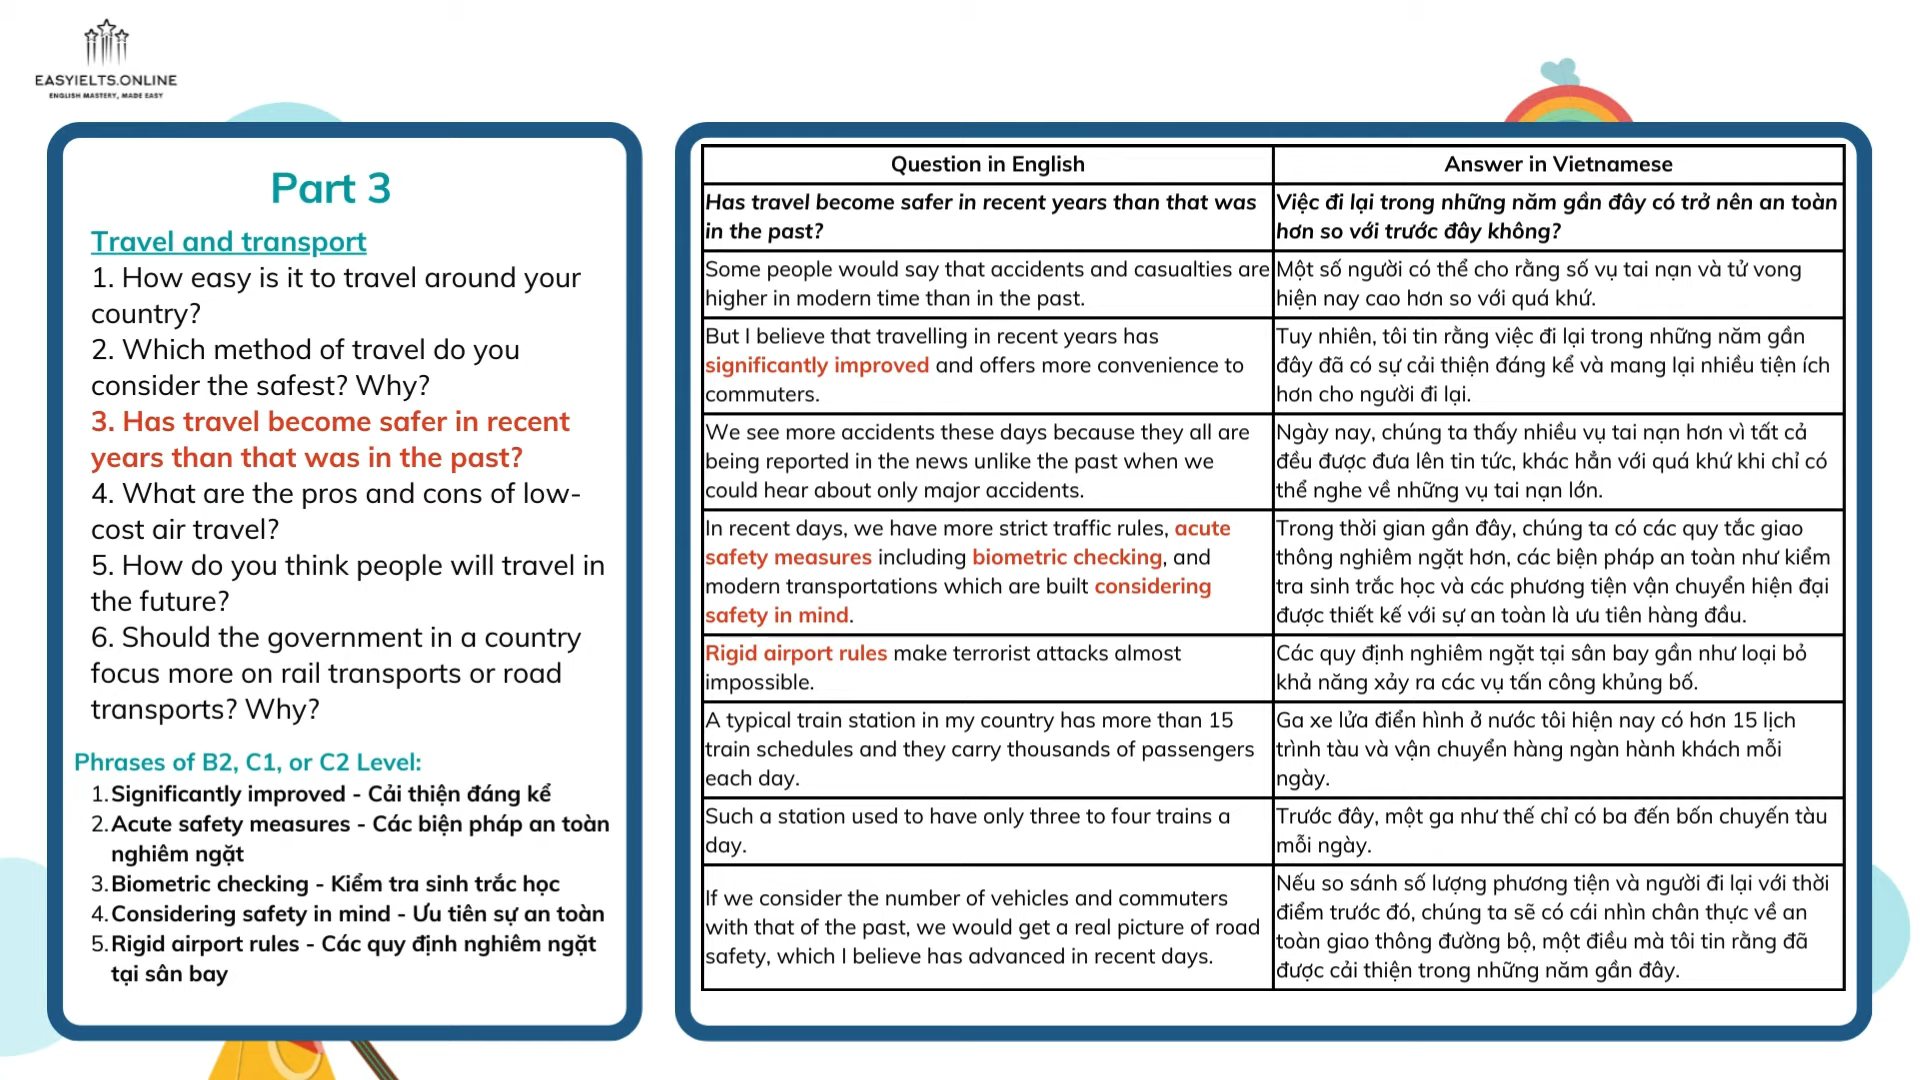 EASYIELTS.ONLINE
ENGLISH MASTERY, MADE EASY
Part 3
Travel and transport
1. How easy is it to travel around your
country?
2. Which method of travel do you
consider the safest? Why?
3. Has travel become safer in recent
years than that was in the past?
4. What are the pros and cons of low-
cost air travel?
5. How do you think people will travel in
the future?
6. Should the government in a country
focus more on rail transports or road
transports? Why?
Phrases of B2, C1, or C2 Level:
1. Significantly improved - Cải thiện đáng kể
2. Acute safety measures - Các biện pháp an toàn
nghiêm ngặt
3. Biometric checking - Kiểm tra sinh trắc học
4. Considering safety in mind - Ưu tiên sự an toàn
5. Rigid airport rules - Các quy định nghiêm ngặt
tại sân bay
Question in English
Answer in Vietnamese
Has travel become safer in recent years than that was
in the past?
Việc đi lại trong những năm gần đây có trở nên an toàn
hơn so với trước đây không?
Some people would say that accidents and casualties are
higher in modern time than in the past.
Một số người có thể cho rằng số vụ tai nạn và tử vong
hiện nay cao hơn so với quá khứ.
But I believe that travelling in recent years has
significantly improved and offers more convenience to
commuters.
Tuy nhiên, tôi tin rằng việc đi lại trong những năm gần
đây đã có sự cải thiện đáng kể và mang lại nhiều tiện ích
hơn cho người đi lại.
We see more accidents these days because they all are
being reported in the news unlike the past when we
could hear about only major accidents.
Ngày nay, chúng ta thấy nhiều vụ tai nạn hơn vì tất cả
đều được đưa lên tin tức, khác hẳn với quá khứ khi chỉ có
thể nghe về những vụ tai nạn lớn.
In recent days, we have more strict traffic rules, acute
safety measures including biometric checking, and
modern transportations which are built considering
safety in mind.
Trong thời gian gần đây, chúng ta có các quy tắc giao
thông nghiêm ngặt hơn, các biện pháp an toàn như kiểm
tra sinh trắc học và các phương tiện vận chuyển hiện đại
được thiết kế với sự an toàn là ưu tiên hàng đầu.
Rigid airport rules make terrorist attacks almost
impossible.
Các quy định nghiêm ngặt tại sân bay gần như loại bỏ
khả năng xảy ra các vụ tấn công khủng bố.
A typical train station in my country has more than 15
train schedules and they carry thousands of passengers
each day.
Ga xe lửa điển hình ở nước tôi hiện nay có hơn 15 lịch
trình tàu và vận chuyển hàng ngàn hành khách mỗi
ngày.
Such a station used to have only three to four trains a
day.
Trước đây, một ga như thế chỉ có ba đến bốn chuyến tàu
mỗi ngày.
If we consider the number of vehicles and commuters
with that of the past, we would get a real picture of road
safety, which I believe has advanced in recent days.
Nếu so sánh số lượng phương tiện và người đi lại với thời
điểm trước đó, chúng ta sẽ có cái nhìn chân thực về an
toàn giao thông đường bộ, một điều mà tôi tin rằng đã
được cải thiện trong những năm gần đây.